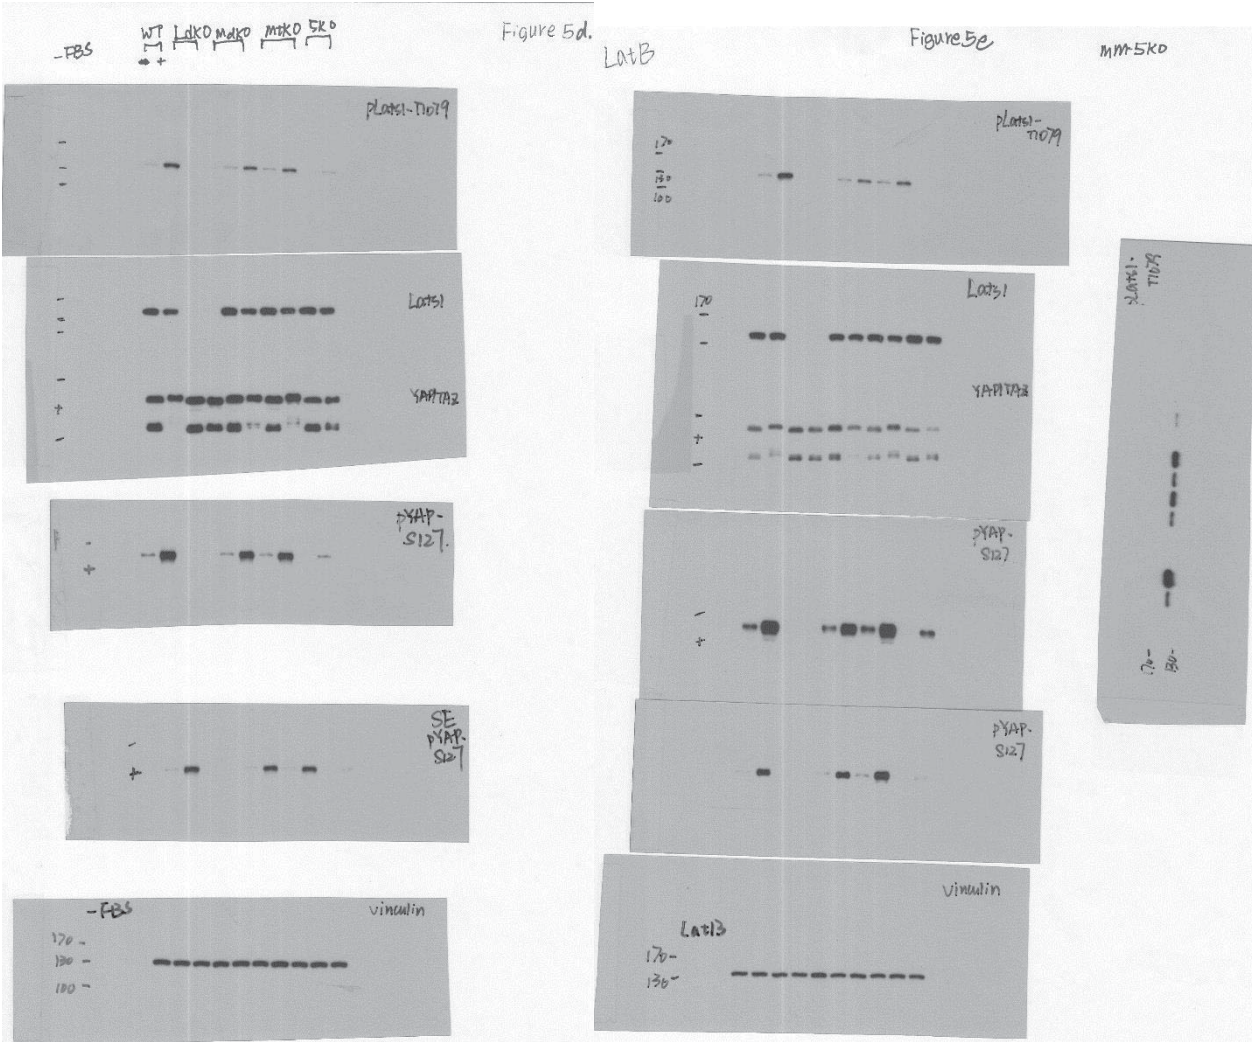 -FBS
WT LdKO MdKO MtKO 5KO
- +
Figure 5d.
pLats1-T1079
Lats1
YAP/TAZ
pYAP-
S127.
SE
pYAP-
S127
-FBS
vinculin
170 -
130 -
100 -
LatB
Figure 5e
pLats1-
T1079
170
130
100
Lats1
170
YAP/TAZ
pYAP-
S127
pYAP-
S127
vinculin
LatB
170-
130-
MM-5KO
pLats1-
T1079
170-
130-